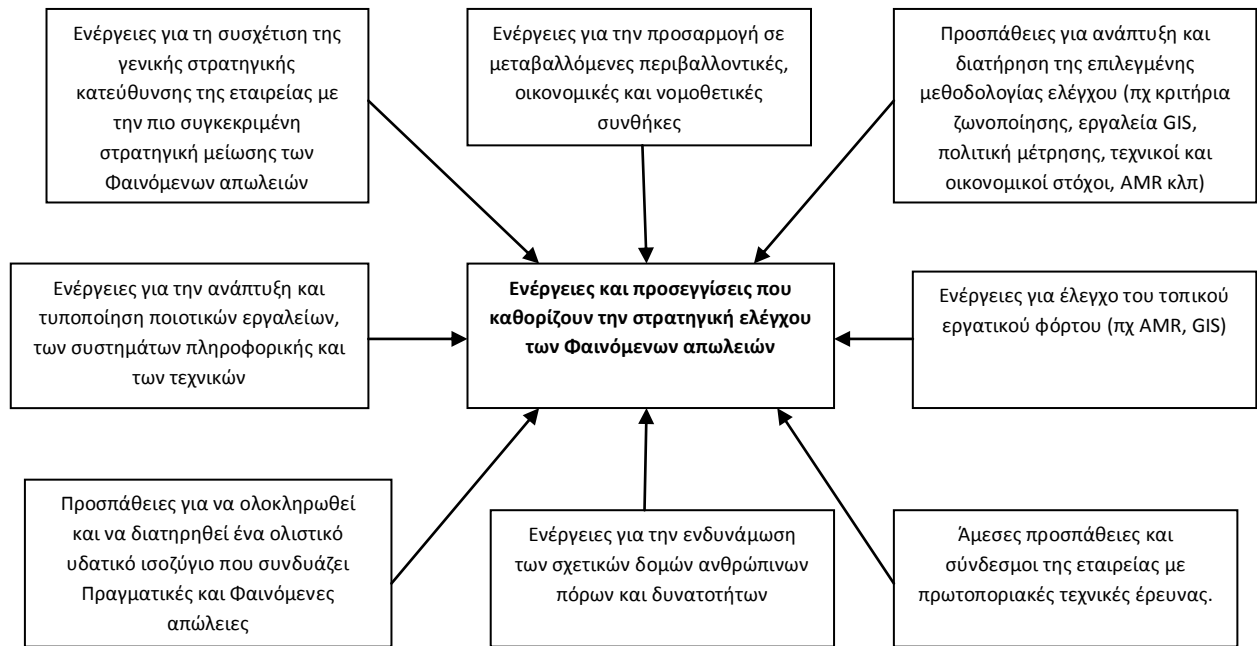 Ενέργειες για τη συσχέτιση της
γενικής στρατηγικής
κατεύθυνσης της εταιρείας με
την πιο συγκεκριμένη
στρατηγική μείωσης των
Φαινόμενων απωλειών
Ενέργειες για την προσαρμογή σε
μεταβαλλόμενες περιβαλλοντικές,
οικονομικές και νομοθετικές
συνθήκες
Προσπάθειες για ανάπτυξη και
διατήρηση της επιλεγμένης
μεθοδολογίας ελέγχου (πχ κριτήρια
ζωνοποίησης, εργαλεία GIS,
πολιτική μέτρησης, τεχνικοί και
οικονομικοί στόχοι, AMR κλπ)
Ενέργειες για την ανάπτυξη και
τυποποίηση ποιοτικών εργαλείων,
των συστημάτων πληροφορικής και
των τεχνικών
Ενέργειες και προσεγγίσεις που
καθορίζουν την στρατηγική ελέγχου
των Φαινόμενων απωλειών
Ενέργειες για έλεγχο του τοπικού
εργατικού φόρτου (πχ AMR, GIS)
Προσπάθειες για να ολοκληρωθεί
και να διατηρηθεί ένα ολιστικό
υδατικό ισοζύγιο που συνδυάζει
Πραγματικές και Φαινόμενες
απώλειες
Ενέργειες για την ενδυνάμωση
των σχετικών δομών ανθρώπινων
πόρων και δυνατοτήτων
Άμεσες προσπάθειες και
σύνδεσμοι της εταιρείας με
πρωτοποριακές τεχνικές έρευνας.